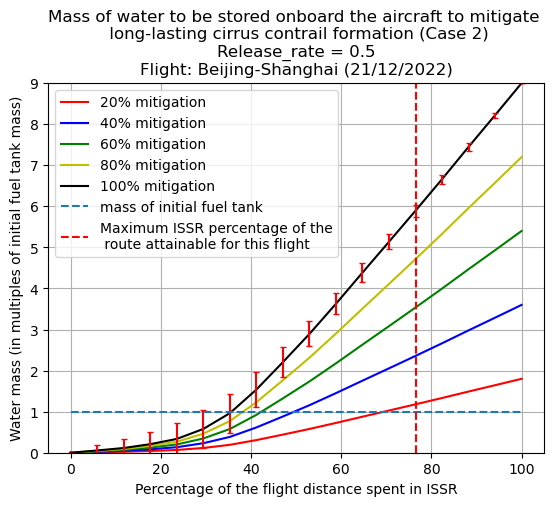 Mass of water to be stored onboard the aircraft to mitigate
long-lasting cirrus contrail formation (Case 2)
Release_rate = 0.5
Flight: Beijing-Shanghai (21/12/2022)
20% mitigation
40% mitigation
60% mitigation
80% mitigation
100% mitigation
mass of initial fuel tank
Maximum ISSR percentage of the
route attainable for this flight
Water mass (in multiples of initial fuel tank mass)
9
8
7
6
5
4
3
2
1
0
0 20 40 60 80 100
Percentage of the flight distance spent in ISSR